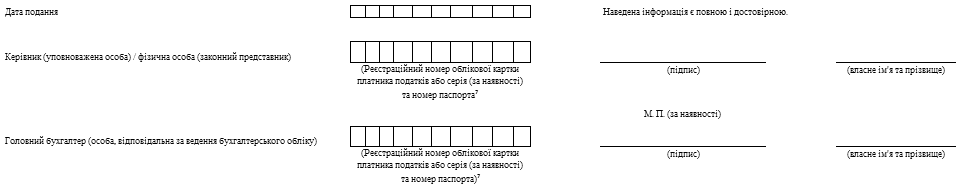 Дата подання
Наведена інформація є повною і достовірною.
Керівник (уповноважена особа) / фізична особа (законний представник)
(Реєстраційний номер облікової картки
платника податків або серія (за наявності)
та номер паспорта⁷
(підпис)
(власне ім'я та прізвище)
М. П. (за наявності)
Головний бухгалтер (особа, відповідальна за ведення бухгалтерського обліку)
(Реєстраційний номер облікової картки
платника податків або серія (за наявності)
та номер паспорта)⁷
(підпис)
(власне ім'я та прізвище)